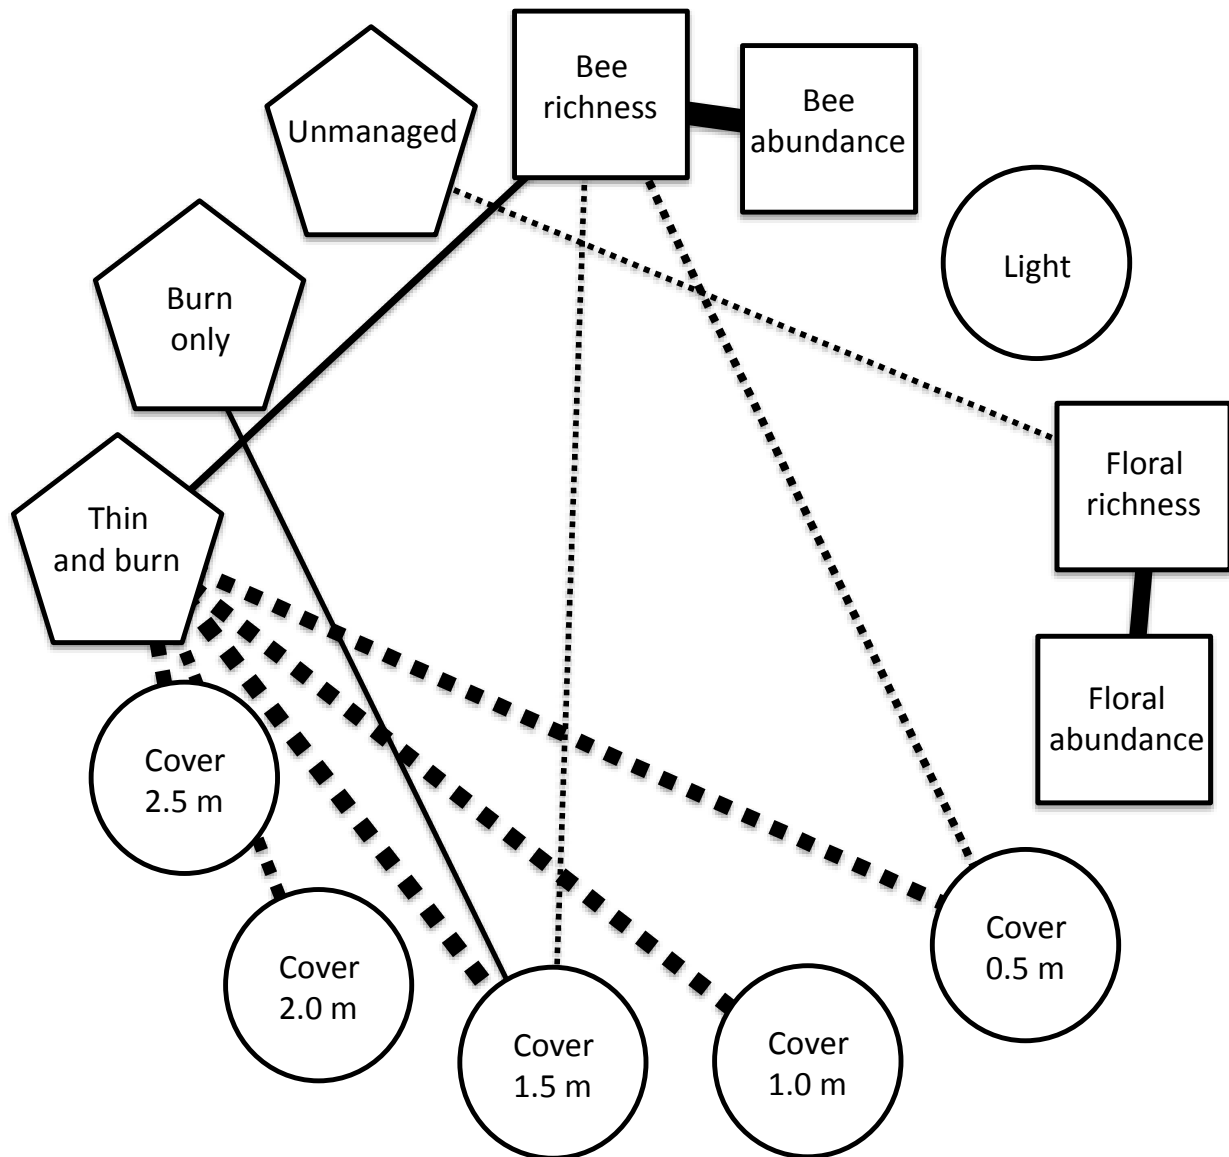 Bee
richness
Bee
abundance
Unmanaged
Light
Burn
only
Floral
richness
Thin
and burn
Floral
abundance
Cover
2.5 m
Cover
2.0 m
Cover
1.5 m
Cover
1.0 m
Cover
0.5 m